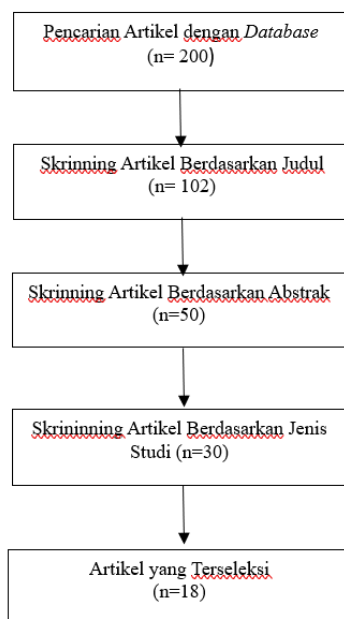 Pencarian Artikel dengan Database
(n= 200)
Skrinning Artikel Berdasarkan Judul
(n= 102)
Skrinning Artikel Berdasarkan Abstrak
(n=50)
Skrininning Artikel Berdasarkan Jenis
Studi (n=30)
Artikel yang Terseleksi
(n=18)